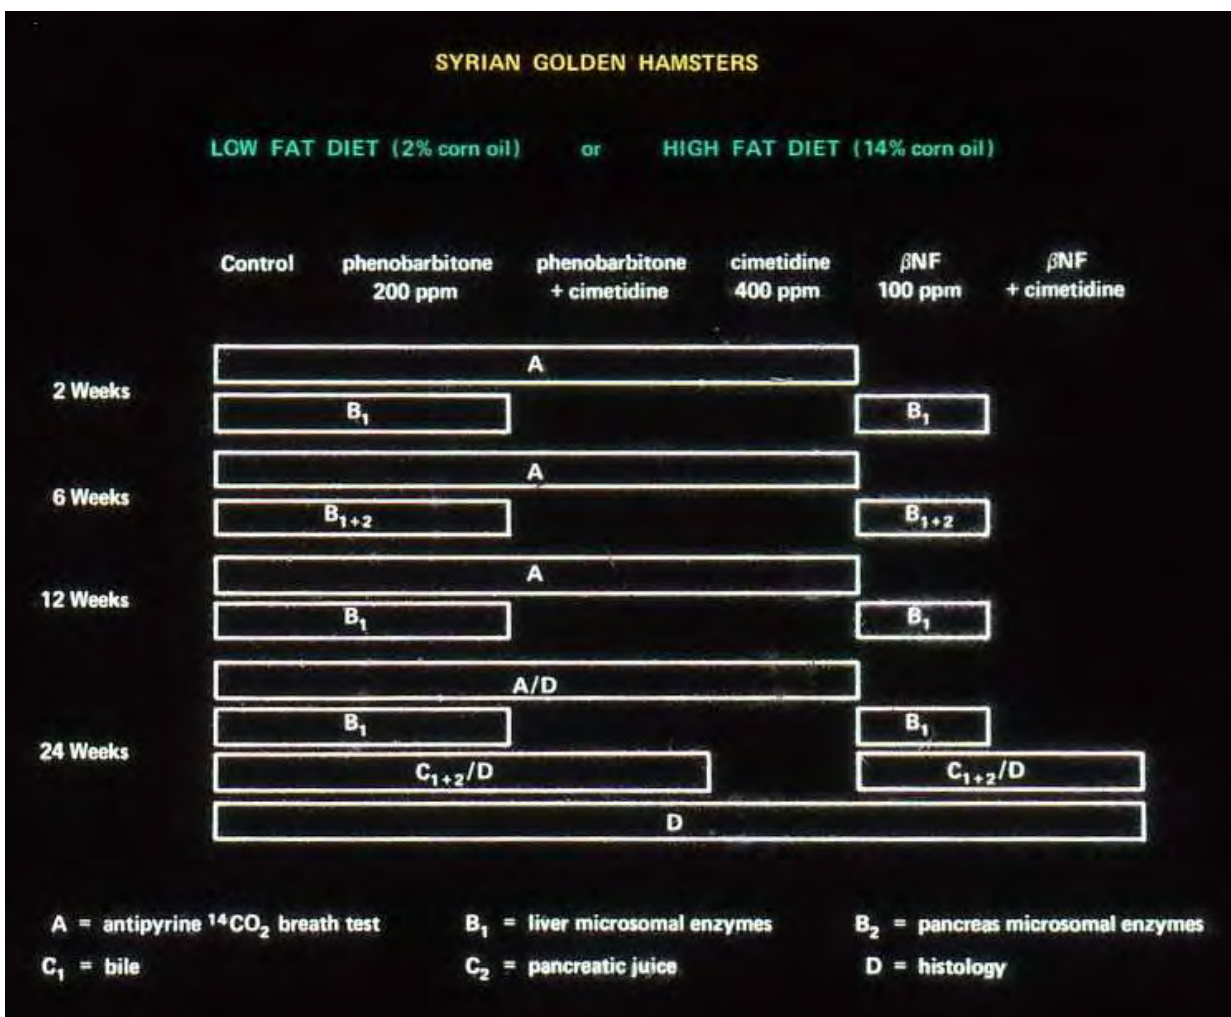 SYRIAN GOLDEN HAMSTERS
LOW FAT DIET (2% corn oil) or HIGH FAT DIET (14% corn oil)
Control phenobarbitone phenobarbitone cimetidine βNF βNF
200 ppm + cimetidine 400 ppm 100 ppm + cimetidine
A
2 Weeks
B₁ B₁
A
6 Weeks
B₁₊₂ B₁₊₂
A
12 Weeks
B₁ B₁
A/D
B₁ B₁
24 Weeks
C₁₊₂/D C₁₊₂/D
D
A = antipyrine ¹⁴CO₂ breath test B₁ = liver microsomal enzymes B₂ = pancreas microsomal enzymes
C₁ = bile C₂ = pancreatic juice D = histology